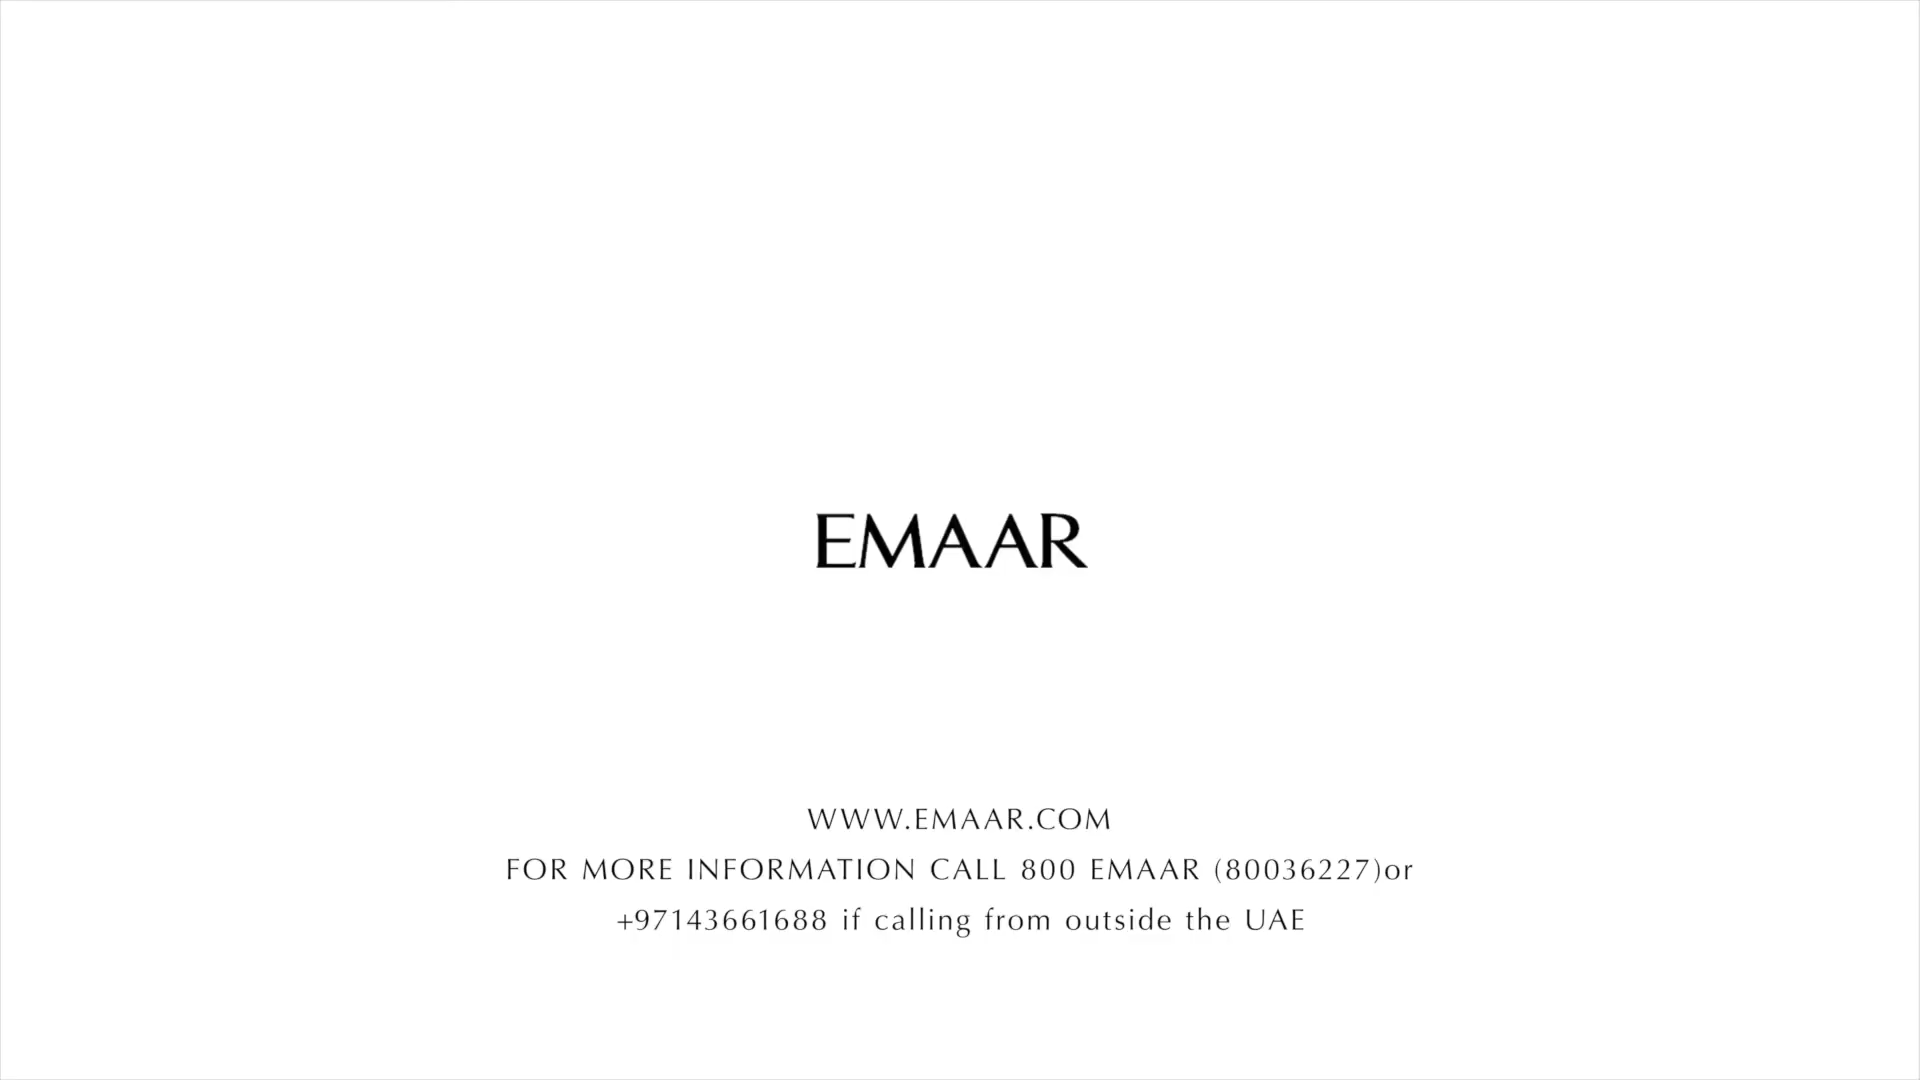 EMAAR
WWW.EMAAR.COM
FOR MORE INFORMATION CALL 800 EMAAR (80036227)or
+97143661688 if calling from outside the UAE